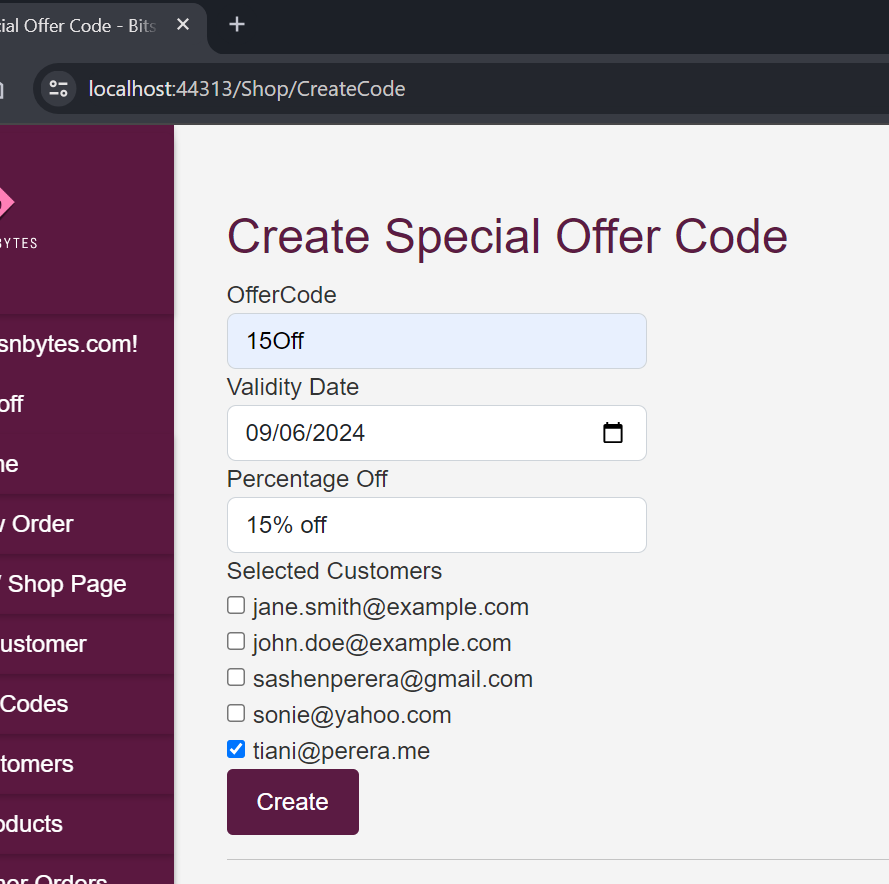 ial Offer Code - Bits
localhost:44313/Shop/CreateCode
BYTES
snbytes.com!
off
ne
Order
Shop Page
ustomer
Codes
tomers
oducts
Orders
Create Special Offer Code
OfferCode
15Off
Validity Date
09/06/2024
Percentage Off
15% off
Selected Customers
jane.smith@example.com
john.doe@example.com
sashenperera@gmail.com
sonie@yahoo.com
tiani@perera.me
Create